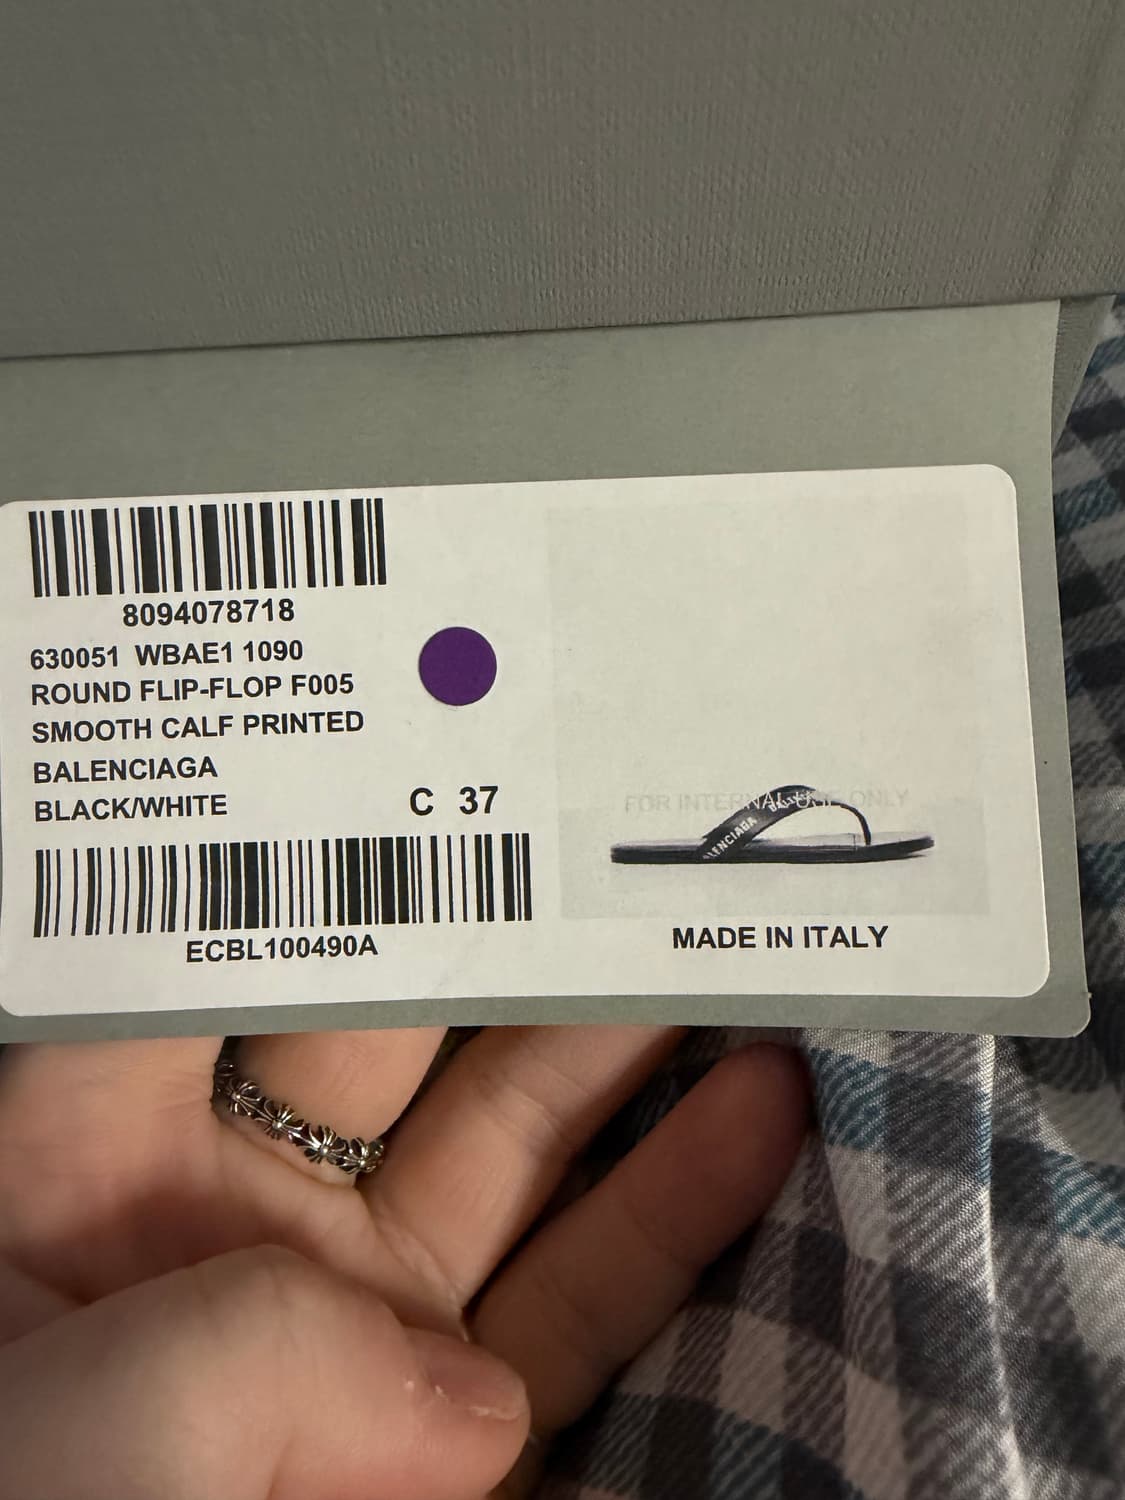 8094078718
630051 WBAE1 1090
ROUND FLIP-FLOP F005
SMOOTH CALF PRINTED
BALENCIAGA
BLACK/WHITE
C 37
ECBL100490A
FOR INTERNAL USE ONLY
MADE IN ITALY